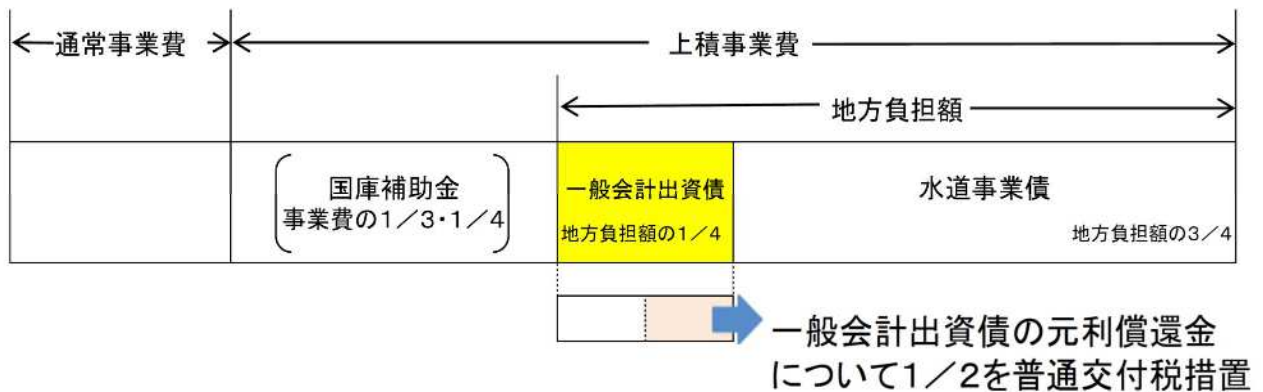 通常事業費
上積事業費
地方負担額
国庫補助金
事業費の1／3・1／4
一般会計出資債
地方負担額の1／4
水道事業債
地方負担額の3／4
一般会計出資債の元利償還金
について1／2を普通交付税措置